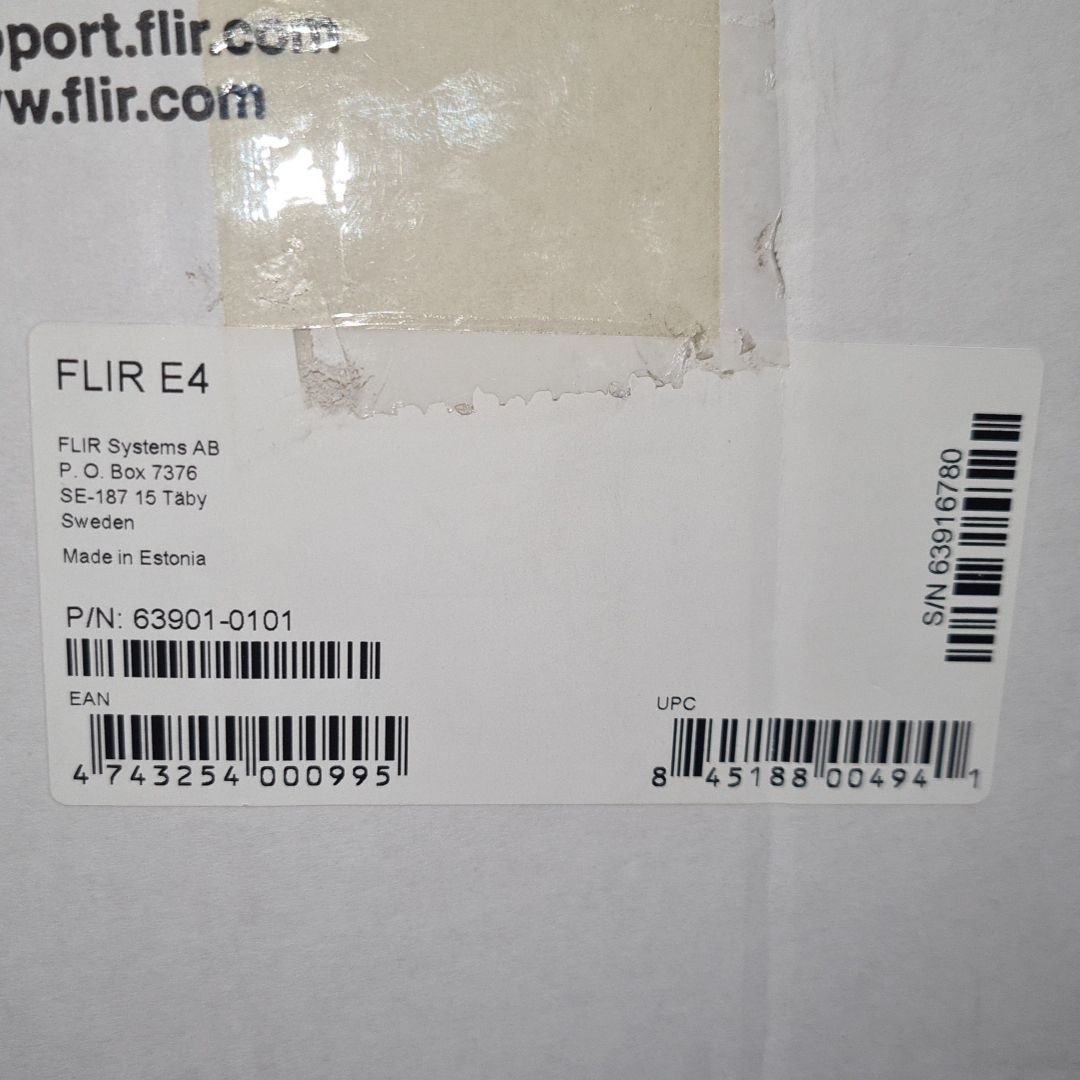 pport.flir.com
w.flir.com
FLIR E4
FLIR Systems AB
P. O. Box 7376
SE-187 15 Täby
Sweden
Made in Estonia
P/N: 63901-0101
EAN
4 743254 000995
UPC
8 45188 00494 1
S/N 63916780